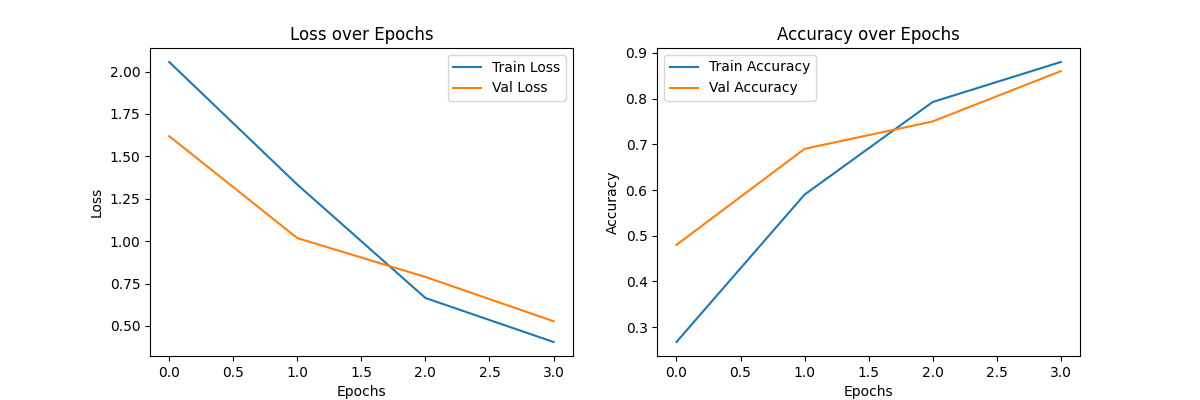 Loss over Epochs
Train Loss
Val Loss
2.00
1.75
1.50
1.25
1.00
0.75
0.50
Loss
0.0 0.5 1.0 1.5 2.0 2.5 3.0
Epochs
Accuracy over Epochs
Train Accuracy
Val Accuracy
0.9
0.8
0.7
0.6
0.5
0.4
0.3
Accuracy
0.0 0.5 1.0 1.5 2.0 2.5 3.0
Epochs